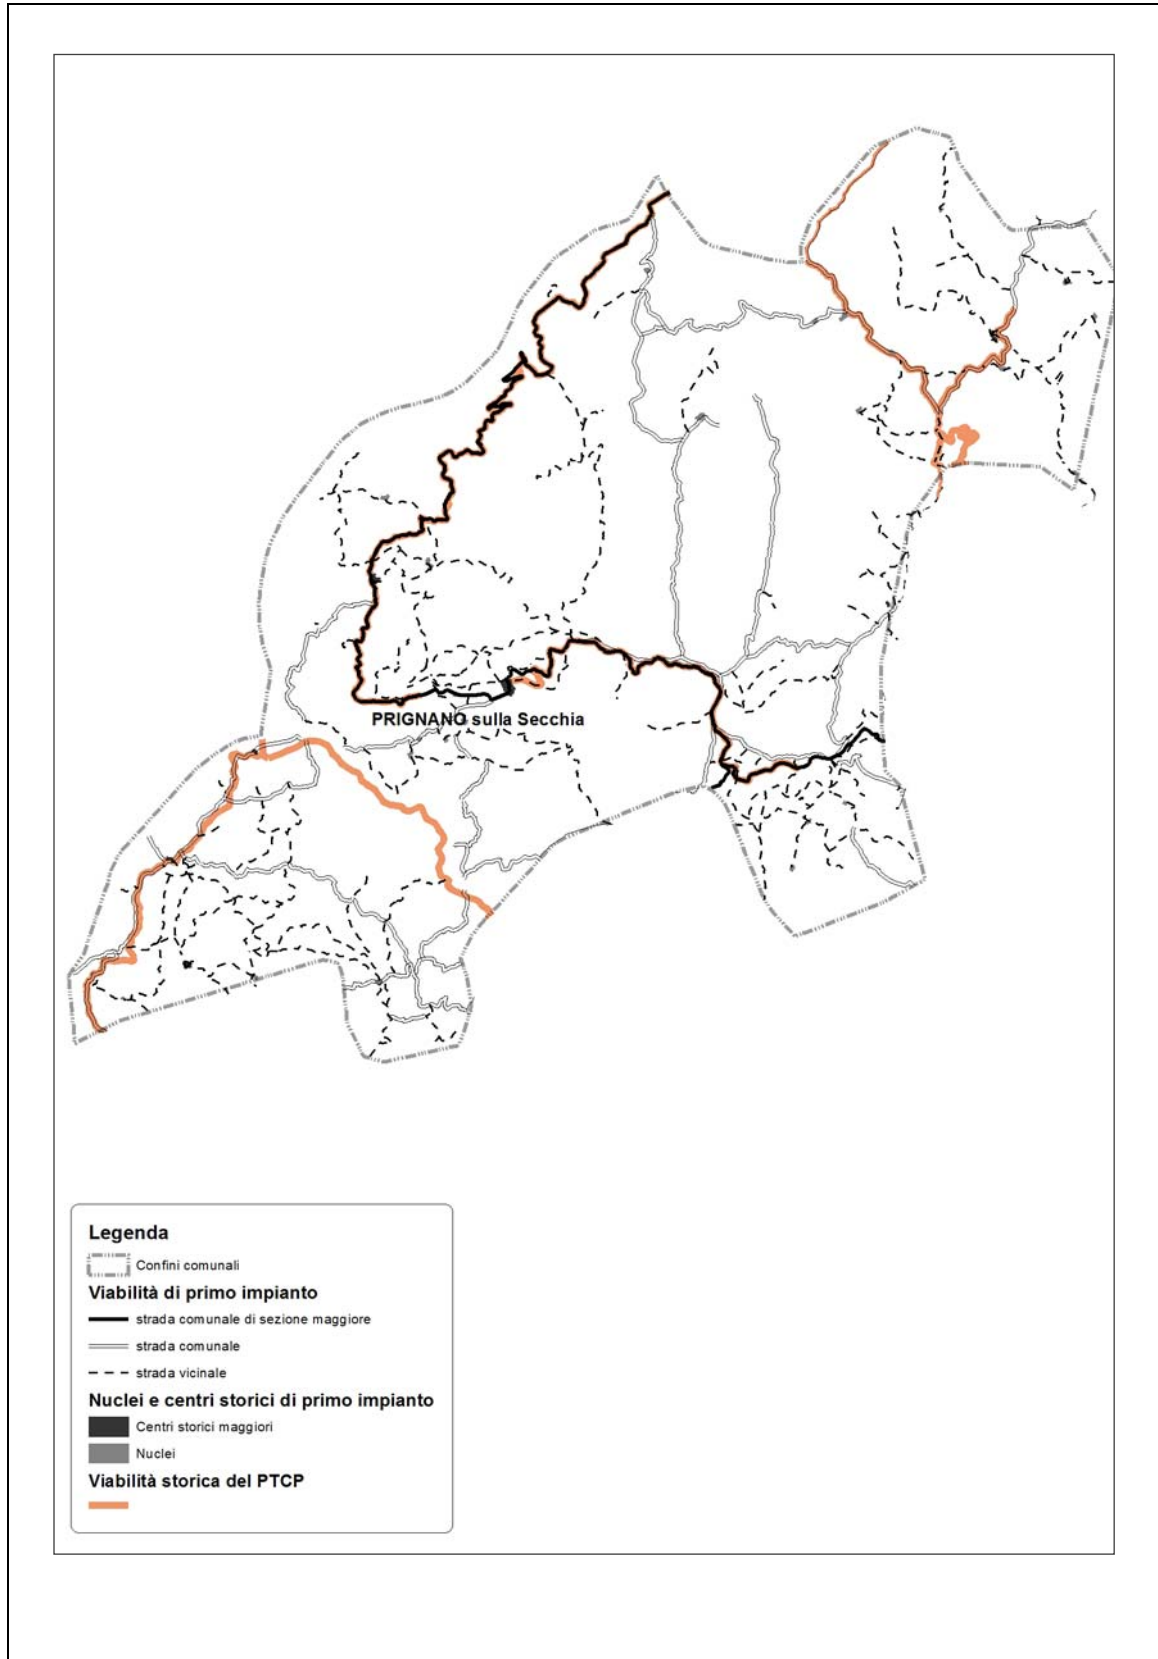 PRIGNANO sulla Secchia
Legenda
Confini comunali
Viabilità di primo impianto
strada comunale di sezione maggiore
strada comunale
strada vicinale
Nuclei e centri storici di primo impianto
Centri storici maggiori
Nuclei
Viabilità storica del PTCP